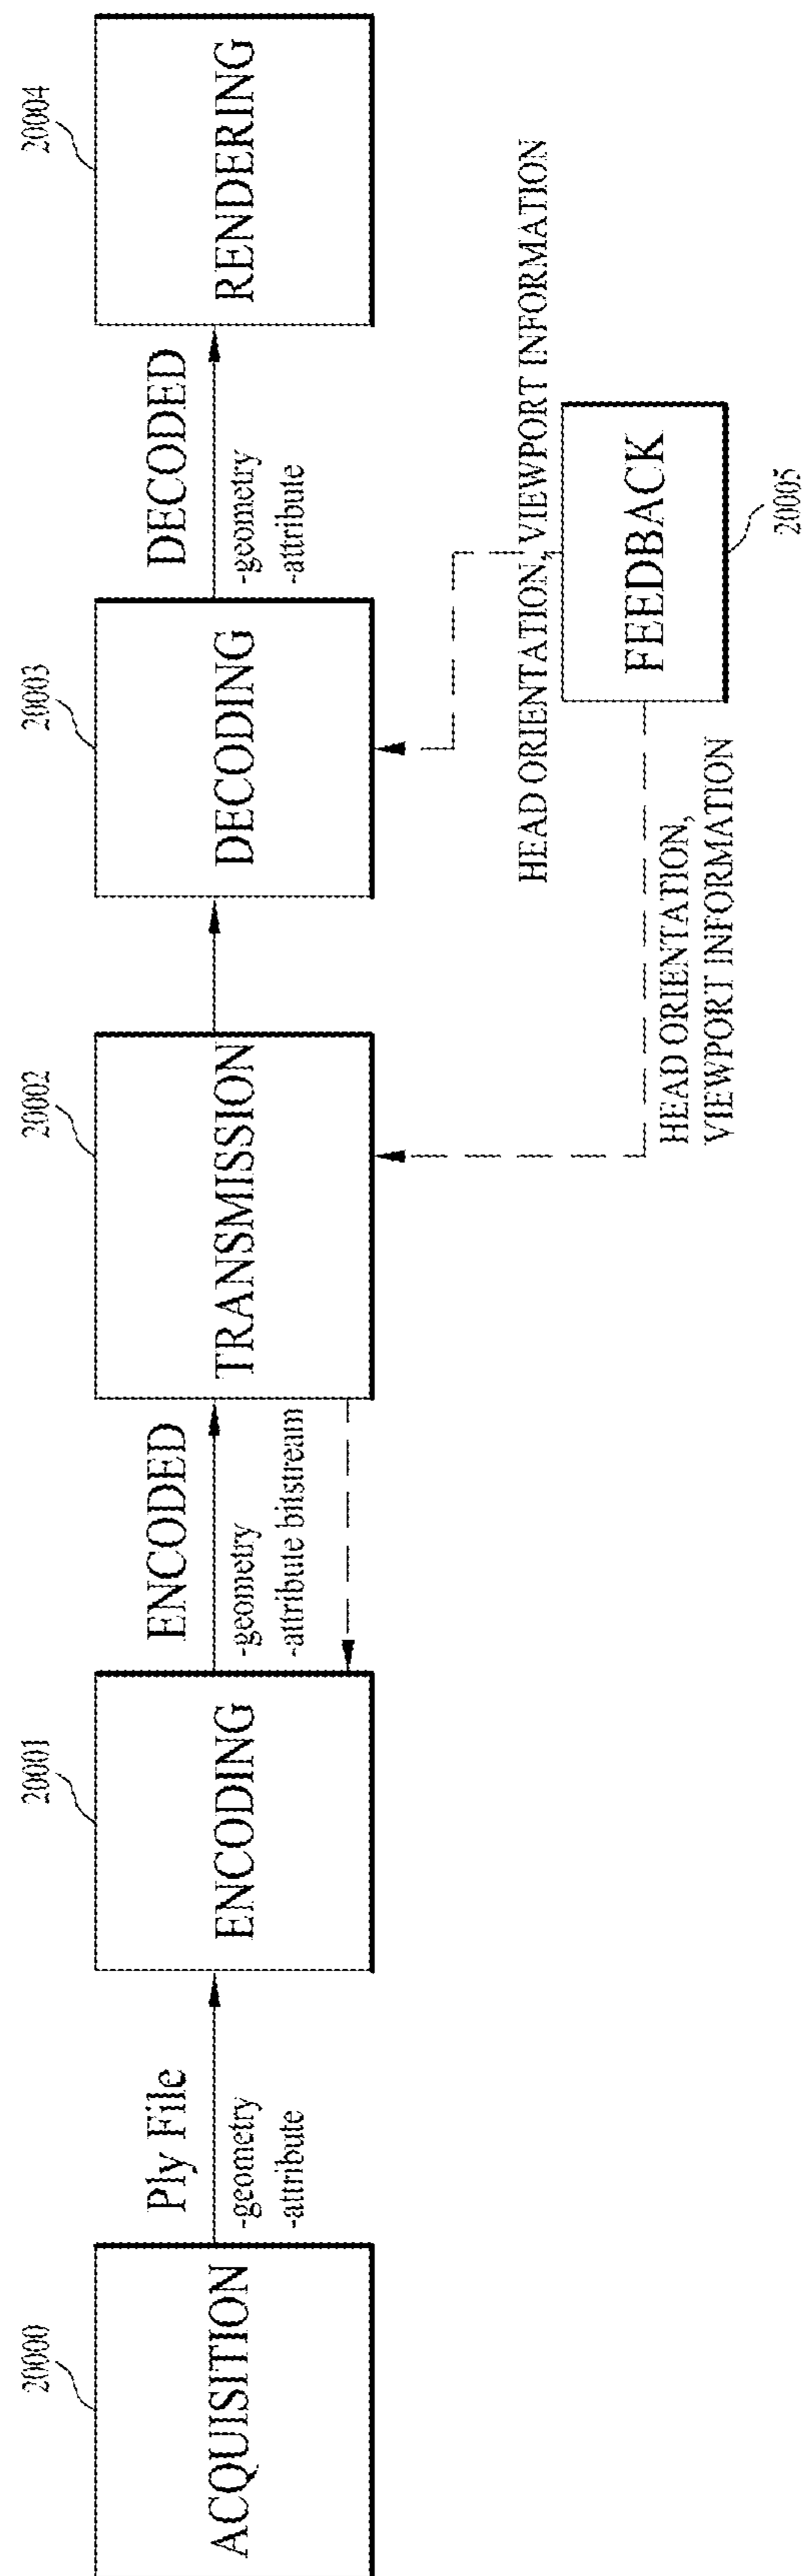 20000
ACQUISITION
Ply File
-geometry
-attribute
20001
ENCODING
ENCODED
-geometry
-attribute bitstream
20002
TRANSMISSION
20003
DECODING
DECODED
-geometry
-attribute
20004
RENDERING
HEAD ORIENTATION, VIEWPORT INFORMATION
FEEDBACK
20005
HEAD ORIENTATION,
VIEWPORT INFORMATION